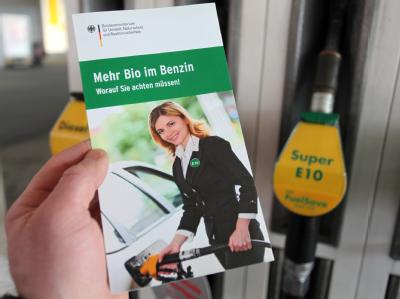 Bundesministerium
für Umwelt, Naturschutz
und Reaktorsicherheit
Mehr Bio im Benzin
Worauf Sie achten müssen!
E10
Diesel
Super
E10
FuelSave